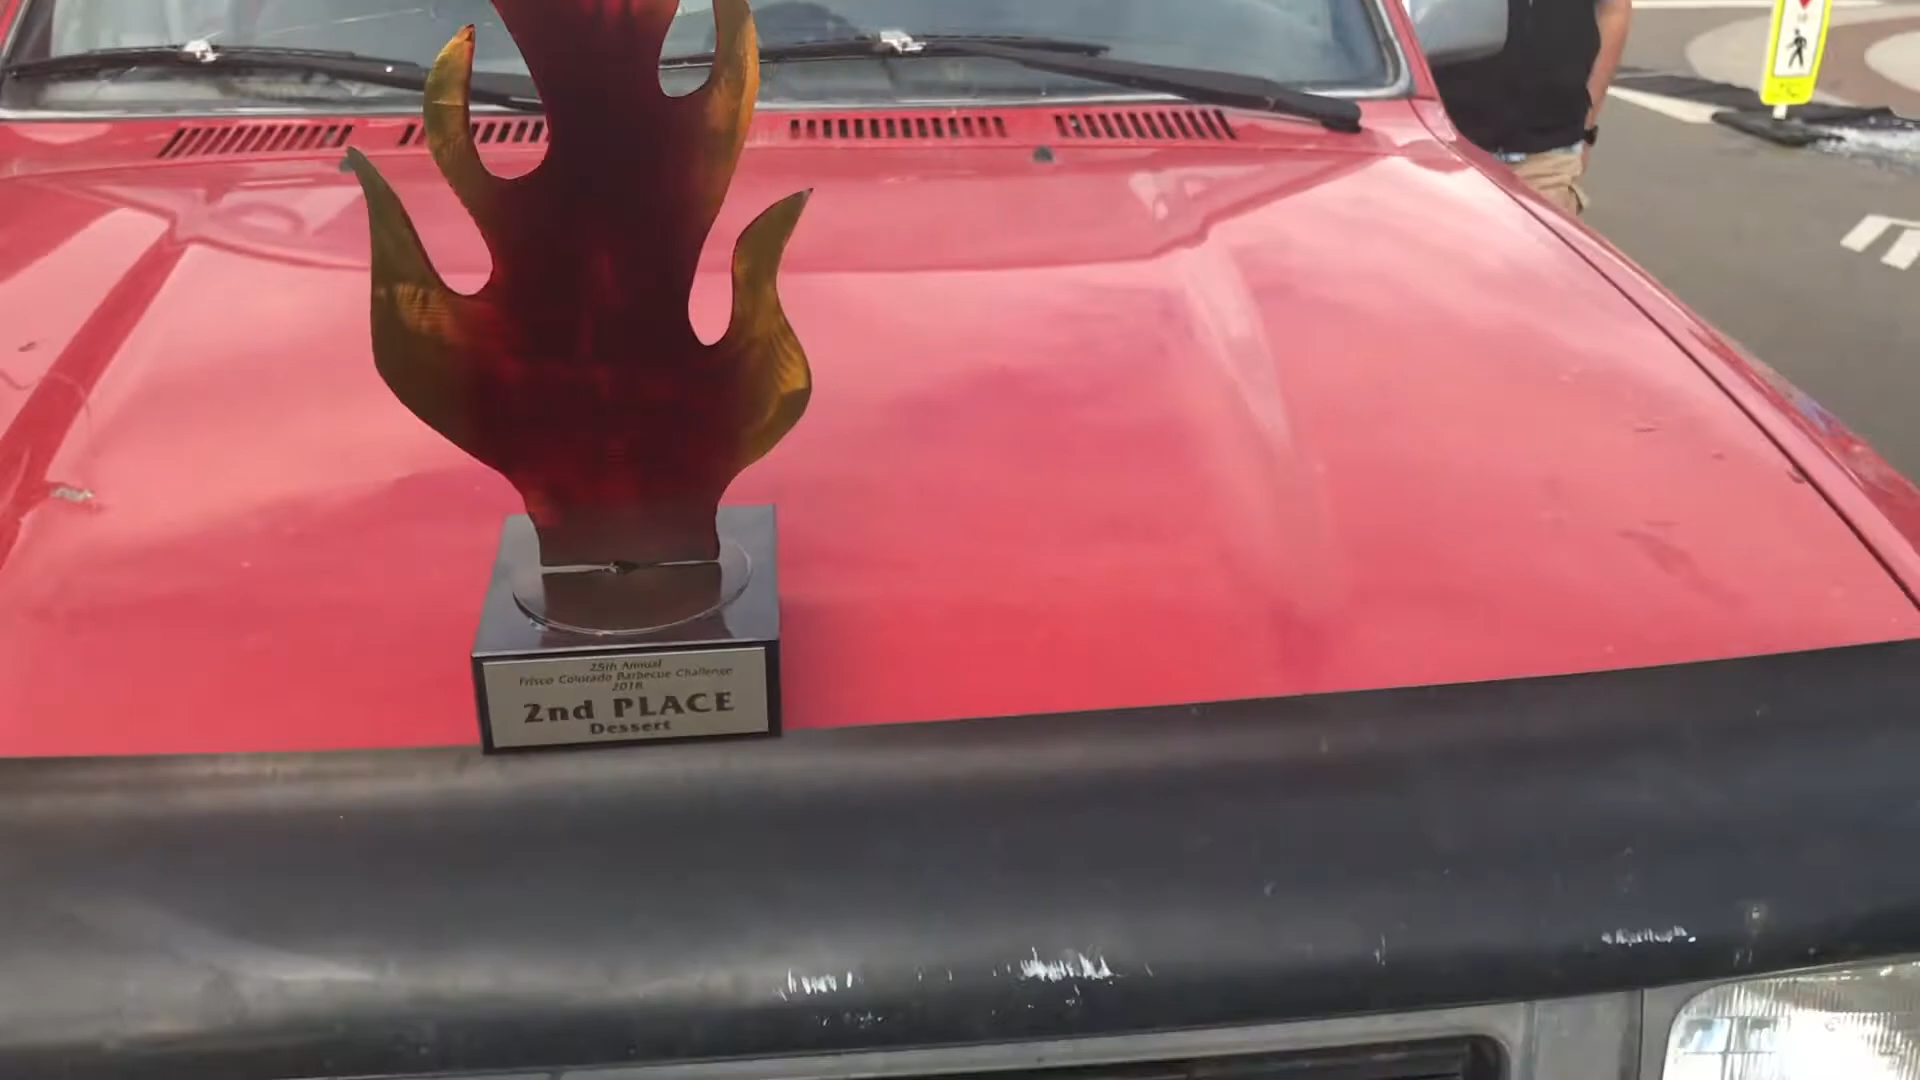 25th Annual
Frisco Colorado Barbecue Challenge
2018
2nd PLACE
Dessert